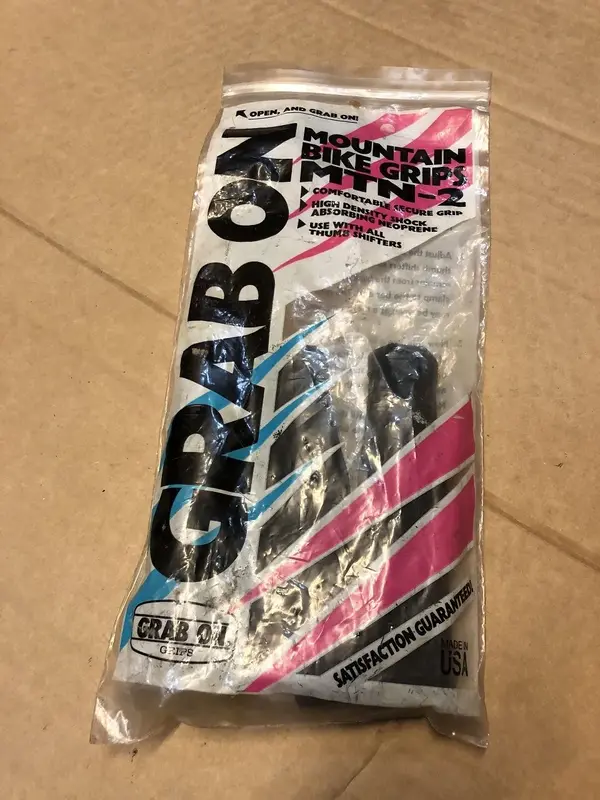 OPEN, AND GRAB ON!
GRAB ON
MOUNTAIN
BIKE GRIPS
MTN-2
COMFORTABLE SECURE GRIP
HIGH DENSITY SHOCK
ABSORBING NEOPRENE
USE WITH ALL
THUMB SHIFTERS
GRAB ON
GRIPS
SATISFACTION GUARANTEED!
MADE IN
USA